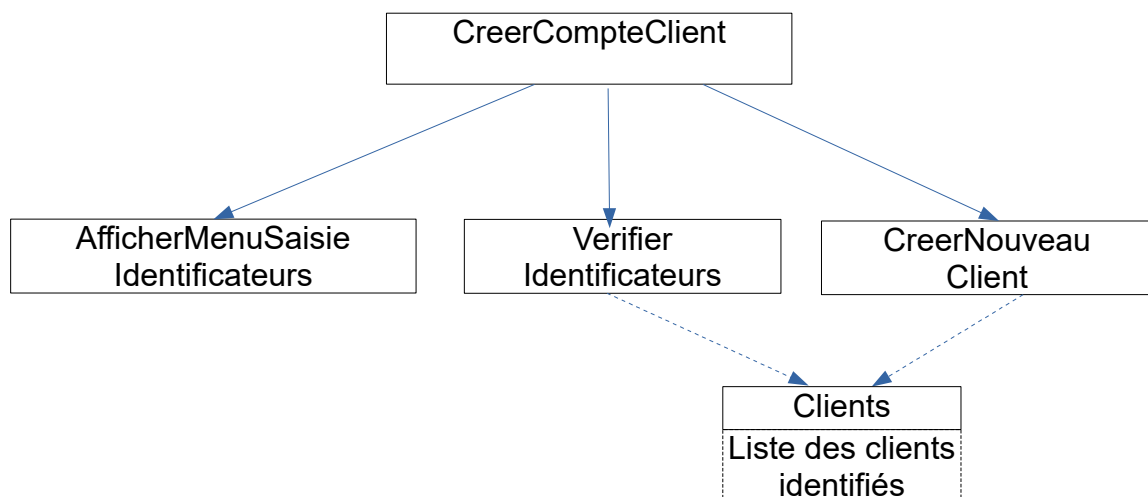 CreerCompteClient
AfficherMenuSaisie
Identificateurs
Verifier
Identificateurs
CreerNouveau
Client
Clients
Liste des clients
identifiés